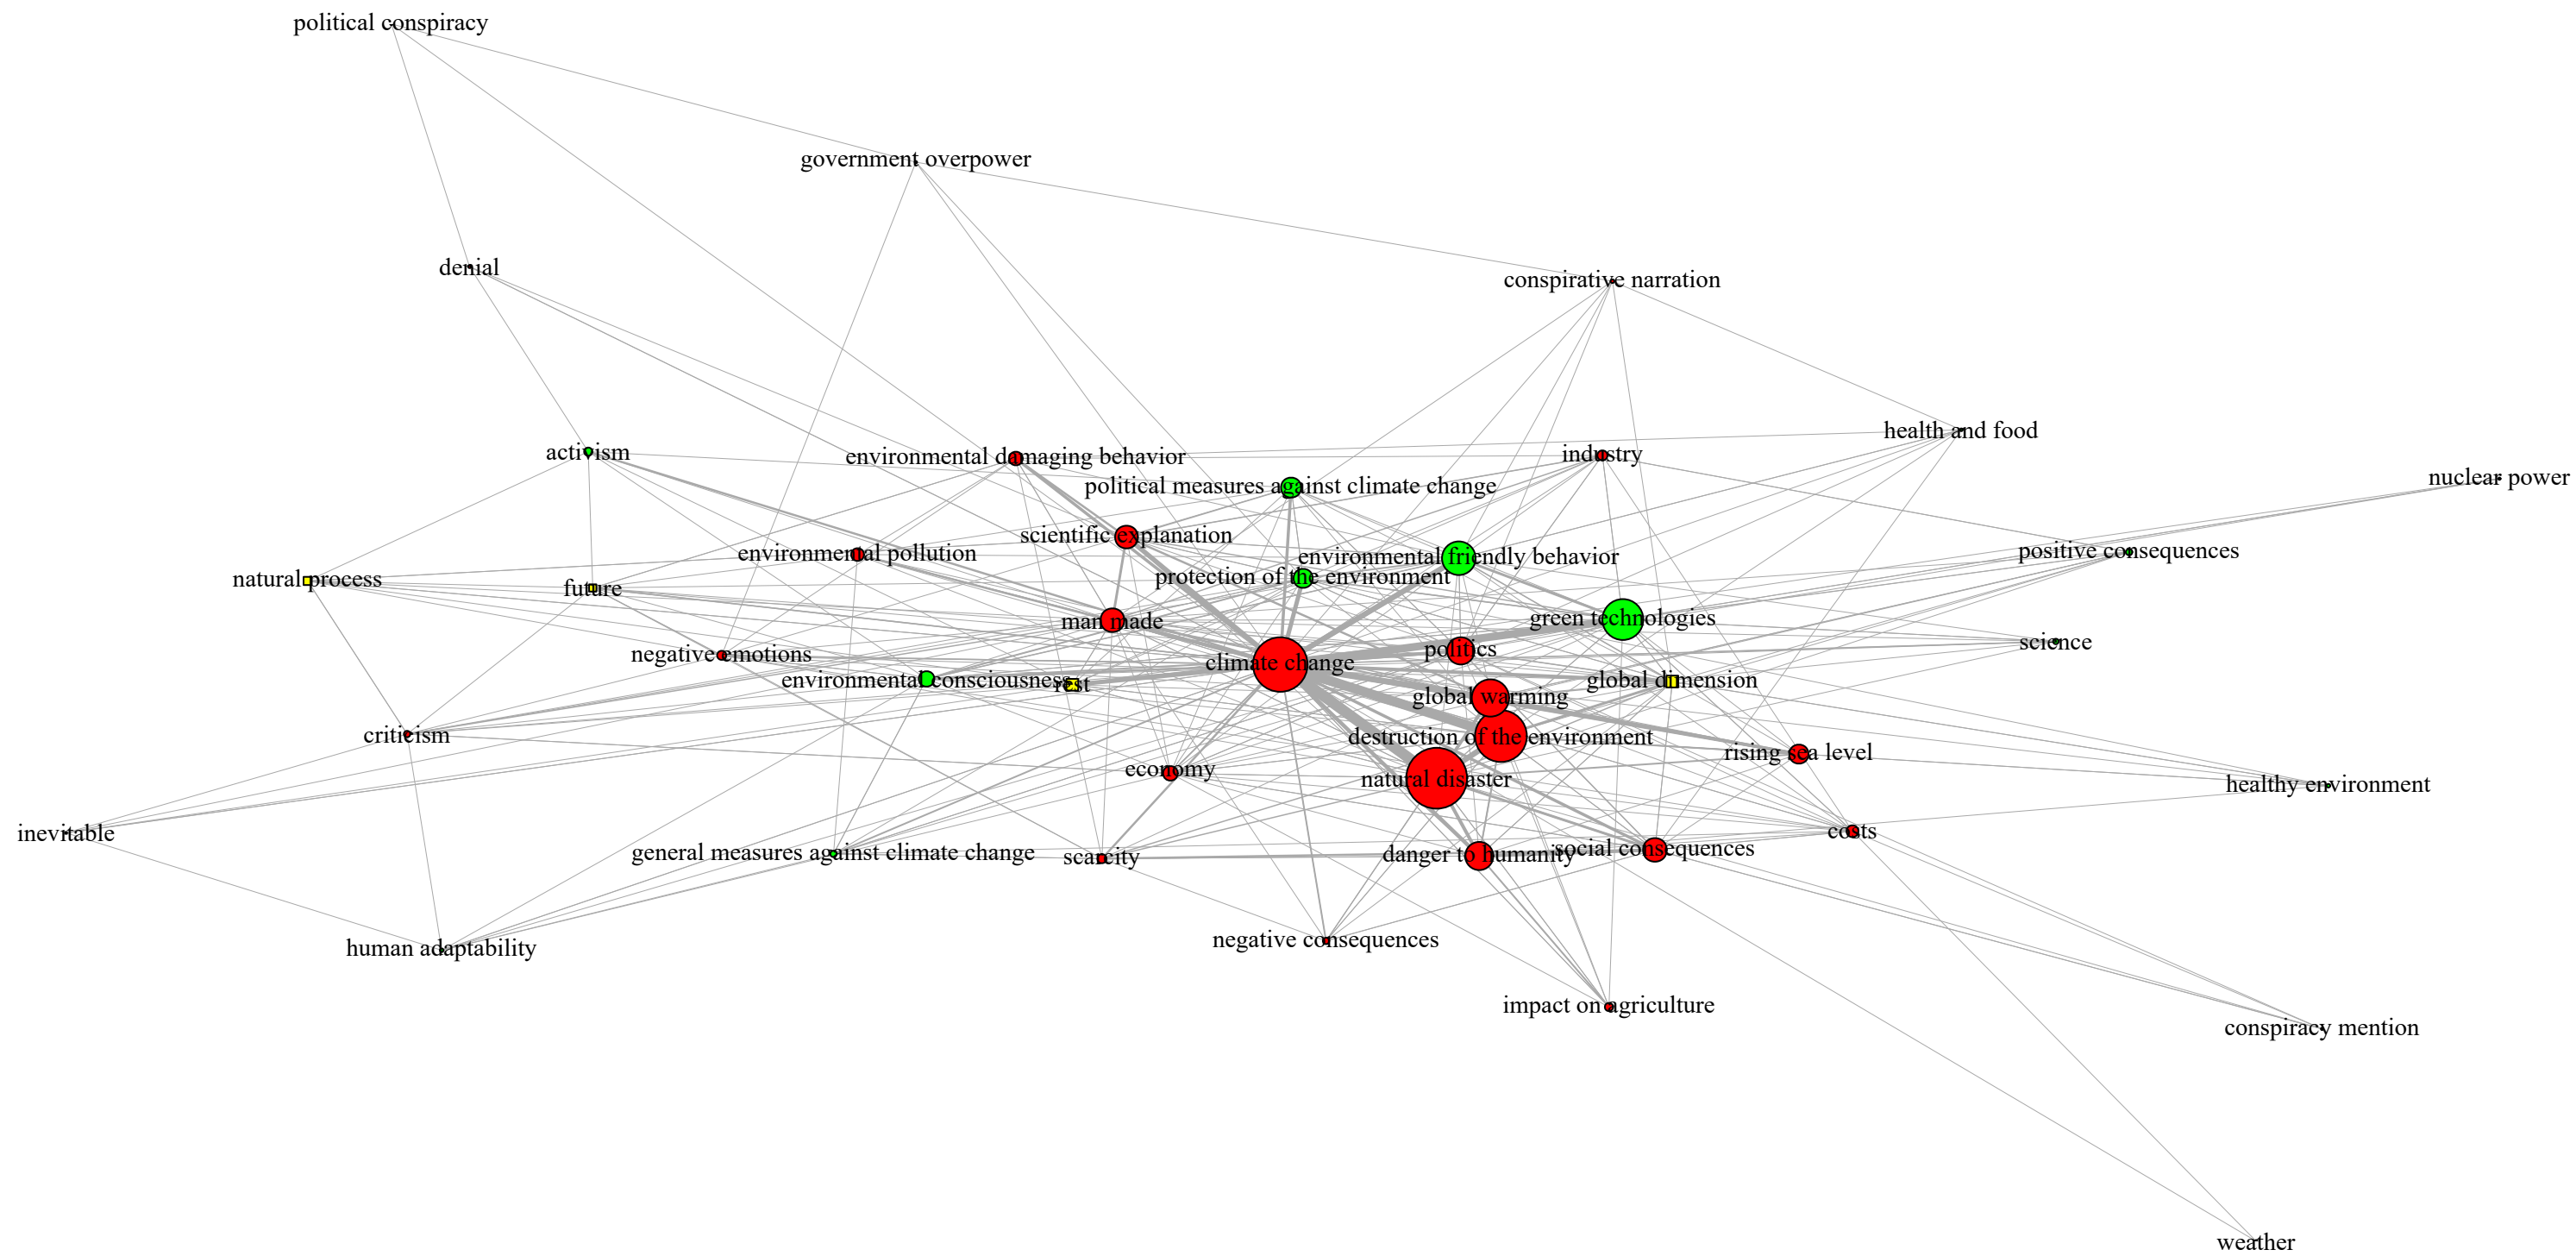 political conspiracy
government overpower
denial
conspirative narration
health and food
activism
industry
environmental damaging behavior
nuclear power
political measures against climate change
scientific explanation
positive consequences
environmental pollution
environmental friendly behavior
protection of the environment
natural process
future
green technologies
man made
science
politics
negative emotions
climate change
environmental consciousness
rest
global dimension
global warming
criticism
destruction of the environment
rising sea level
economy
natural disaster
healthy environment
costs
inevitable
social consequences
general measures against climate change
danger to humanity
scarcity
negative consequences
human adaptability
impact on agriculture
conspiracy mention
weather